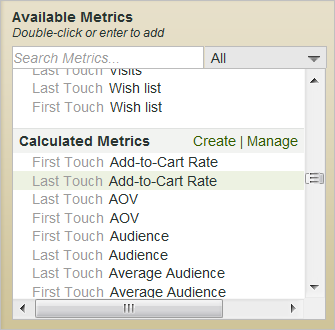 Available Metrics
Double-click or enter to add
Search Metrics... All
Last Touch Visits
Last Touch Wish list
First Touch Wish list
Calculated Metrics Create | Manage
First Touch Add-to-Cart Rate
Last Touch Add-to-Cart Rate
Last Touch AOV
First Touch AOV
First Touch Audience
Last Touch Audience
Last Touch Average Audience
First Touch Average Audience